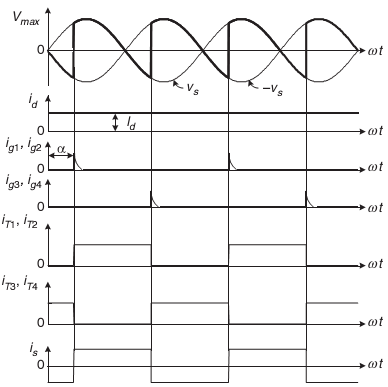 Vmax
0
ωt
vs
–vs
id
Id
0
ωt
ig1, ig2
α
0
ωt
ig3, ig4
0
ωt
iT1, iT2
0
ωt
iT3, iT4
0
ωt
is
0
ωt